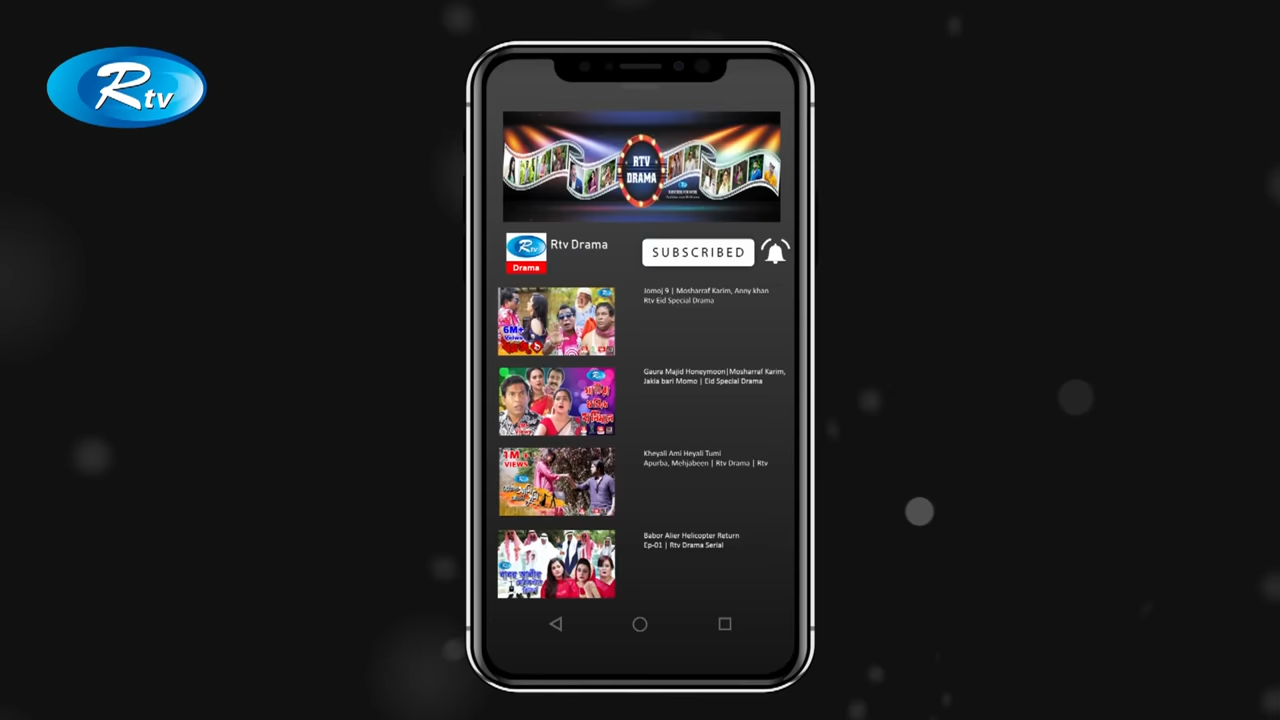 Rtv
RTV
DRAMA
Rtv
Drama
Rtv Drama
SUBSCRIBED
Jomoj 9 | Mosharraf Karim, Anny khan
Rtv Eid Special Drama
6M+
Views
Gaura Majid Honeymoon|Mosharraf Karim,
Jakia bari Momo | Eid Special Drama
1M +
VIEWS
Kheyali Ami Heyali Tumi
Apurba, Mehjabeen | Rtv Drama | Rtv
Babor Alier Helicopter Return
Ep-01 | Rtv Drama Serial